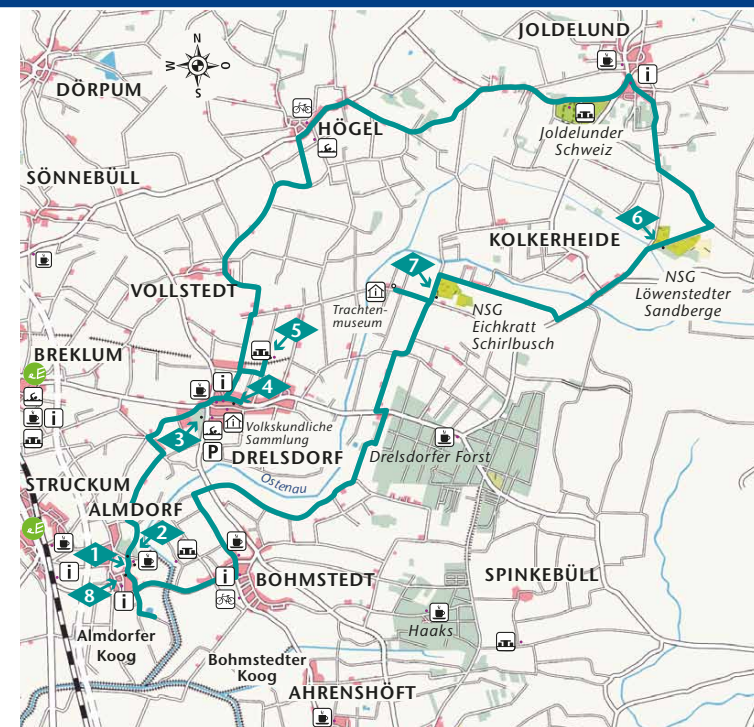 JOLDELUND
N
W
O
S
i
DÖRPUM
HÖGEL
Joldelunder
Schweiz
SÖNNEBÜLL
6
KOLKERHEIDE
7
NSG
Löwenstedter
Sandberge
VOLLSTEDT
Trachten-
museum
NSG
Eichkratt
Schirlbusch
5
BREKLUM
i
4
i
3
Volkskundliche
Sammlung
P
DRELSDORF
Drelsdorfer Forst
STRUCKUM
Ostenau
ALMDORF
2
1
i
8
i
i
BOHMSTEDT
SPINKEBÜLL
Haaks
Almdorfer
Koog
Bohmstedter
Koog
AHRENSHÖFT